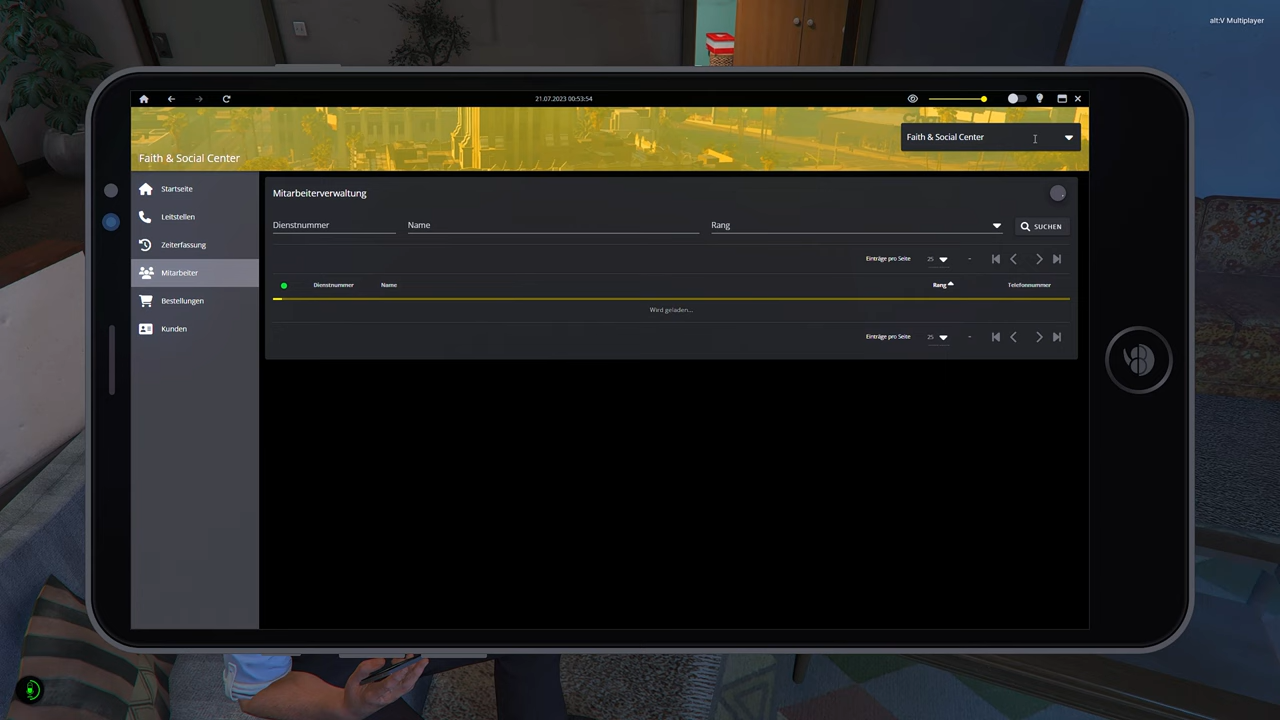 alt:V Multiplayer
21.07.2023 00:53:54
Faith & Social Center
Faith & Social Center
Startseite
Leitstellen
Zeiterfassung
Mitarbeiter
Bestellungen
Kunden
Mitarbeiterverwaltung
Dienstnummer Name Rang SUCHEN
Einträge pro Seite 25 -
Dienstnummer Name Rang Telefonnummer
Wird geladen...
Einträge pro Seite 25 -